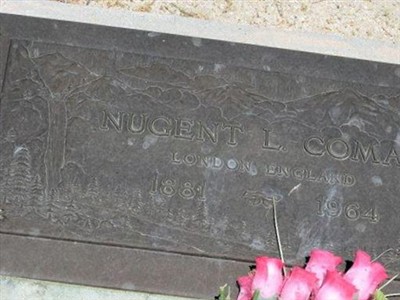 NUGENT L. COMA
LONDON, ENGLAND
1881 1964